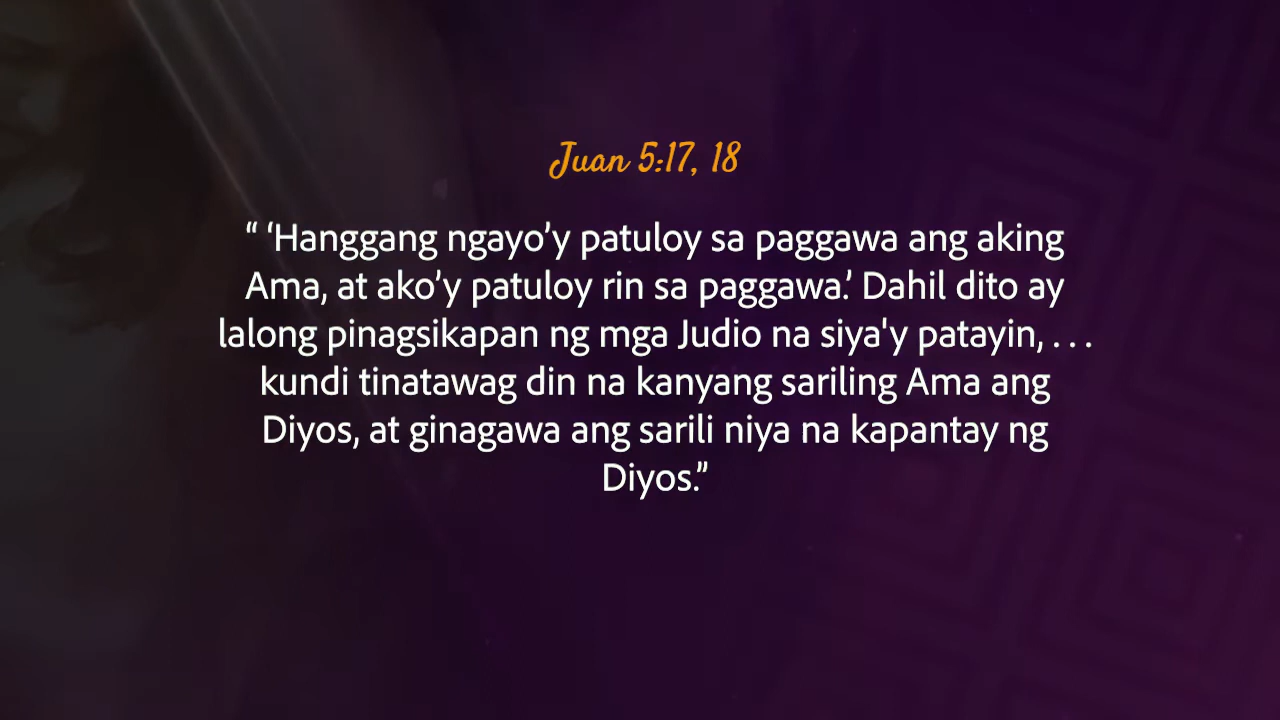 Juan 5:17, 18
“ ‘Hanggang ngayo’y patuloy sa paggawa ang aking
Ama, at ako’y patuloy rin sa paggawa.’ Dahil dito ay
lalong pinagsikapan ng mga Judio na siya'y patayin, . . .
kundi tinatawag din na kanyang sariling Ama ang
Diyos, at ginagawa ang sarili niya na kapantay ng
Diyos.”